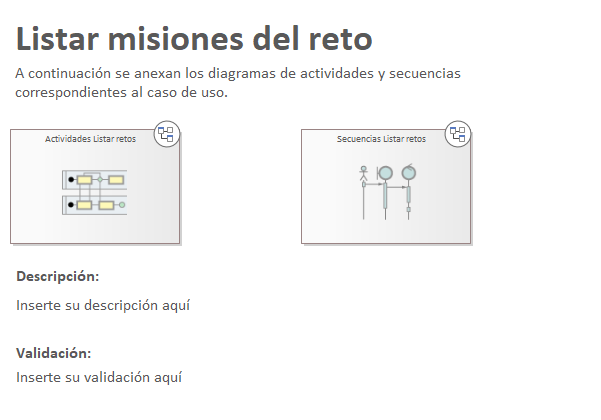 Listar misiones del reto
A continuación se anexan los diagramas de actividades y secuencias
correspondientes al caso de uso.
Actividades Listar retos
Secuencias Listar retos
Descripción:
Inserte su descripción aquí
Validación:
Inserte su validación aquí